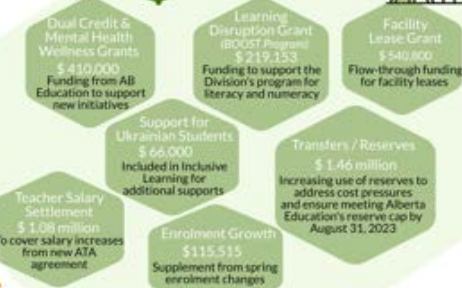 Dual Credit &
Mental Health
Wellness Grants
$ 410,000
Funding from AB
Education to support
new initiatives
Learning
Disruption Grant
(BOOST Program)
$ 219,153
Funding to support the
Division's program for
literacy and numeracy
Facility
Lease Grant
$ 540,800
Flow-through funding
for facility leases
Support for
Ukrainian Students
$ 66,000
Included in Inclusive
Learning for
additional supports
Transfers / Reserves
$ 1.46 million
Increasing use of reserves to
address cost pressures
and ensure meeting Alberta
Education's reserve cap by
August 31, 2023
Teacher Salary
Settlement
$ 1.08 million
To cover salary increases
from new ATA
agreement
Enrolment Growth
$115,515
Supplement from spring
enrolment changes